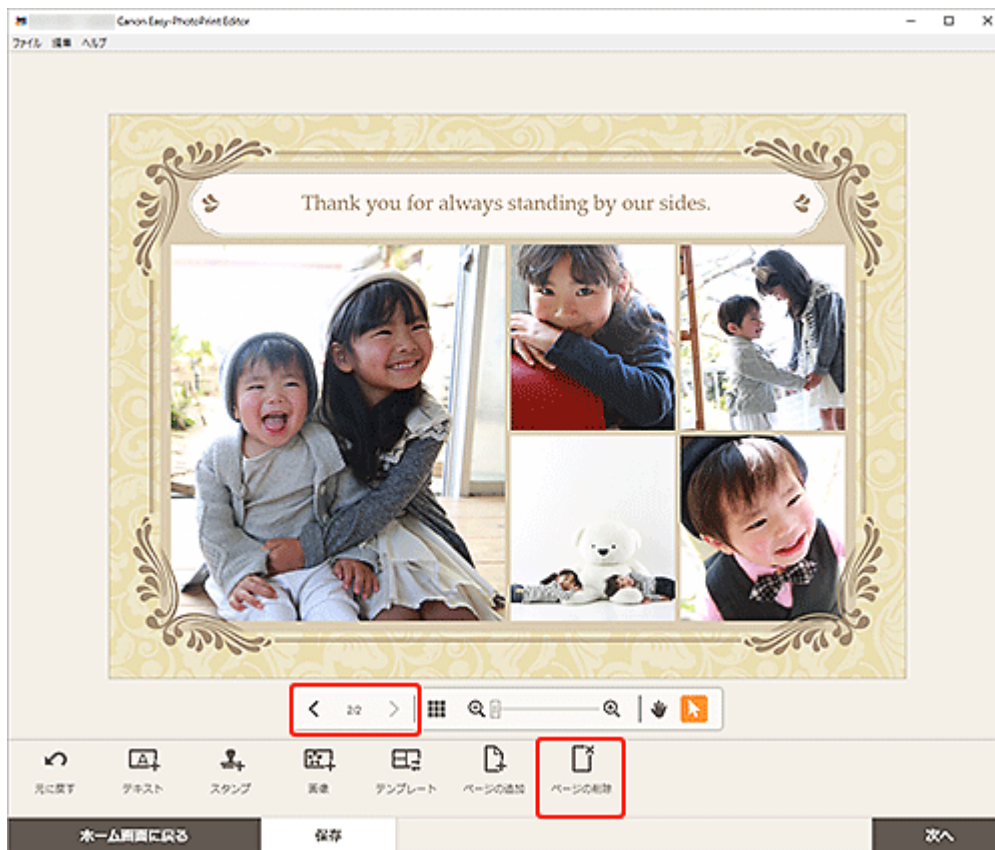 Canon Easy-PhotoPrint Editor
ファイル 編集 ヘルプ
Thank you for always standing by our sides.
2/2
元に戻す テキスト スタンプ 画像 テンプレート ページの追加 ページの削除
ホーム画面に戻る 保存 次へ